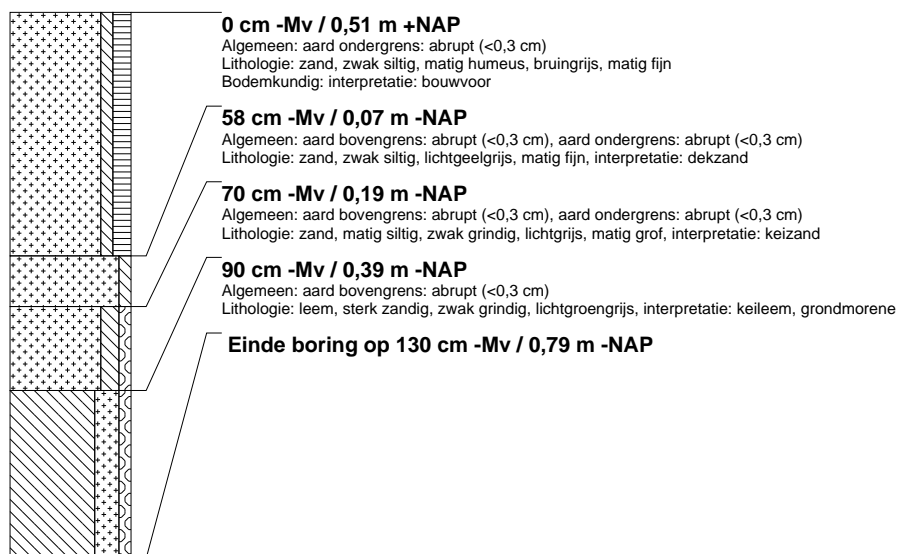 0 cm -Mv / 0,51 m +NAP
Algemeen: aard ondergrens: abrupt (<0,3 cm)
Lithologie: zand, zwak siltig, matig humeus, bruingrijs, matig fijn
Bodemkundig: interpretatie: bouwvoor
58 cm -Mv / 0,07 m -NAP
Algemeen: aard bovengrens: abrupt (<0,3 cm), aard ondergrens: abrupt (<0,3 cm)
Lithologie: zand, zwak siltig, lichtgeelgrijs, matig fijn, interpretatie: dekzand
70 cm -Mv / 0,19 m -NAP
Algemeen: aard bovengrens: abrupt (<0,3 cm), aard ondergrens: abrupt (<0,3 cm)
Lithologie: zand, matig siltig, zwak grindig, lichtgrijs, matig grof, interpretatie: keizand
90 cm -Mv / 0,39 m -NAP
Algemeen: aard bovengrens: abrupt (<0,3 cm)
Lithologie: leem, sterk zandig, zwak grindig, lichtgroengrijs, interpretatie: keileem, grondmorene
Einde boring op 130 cm -Mv / 0,79 m -NAP